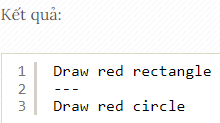 Kết quả:
1 Draw red rectangle
2 ---
3 Draw red circle